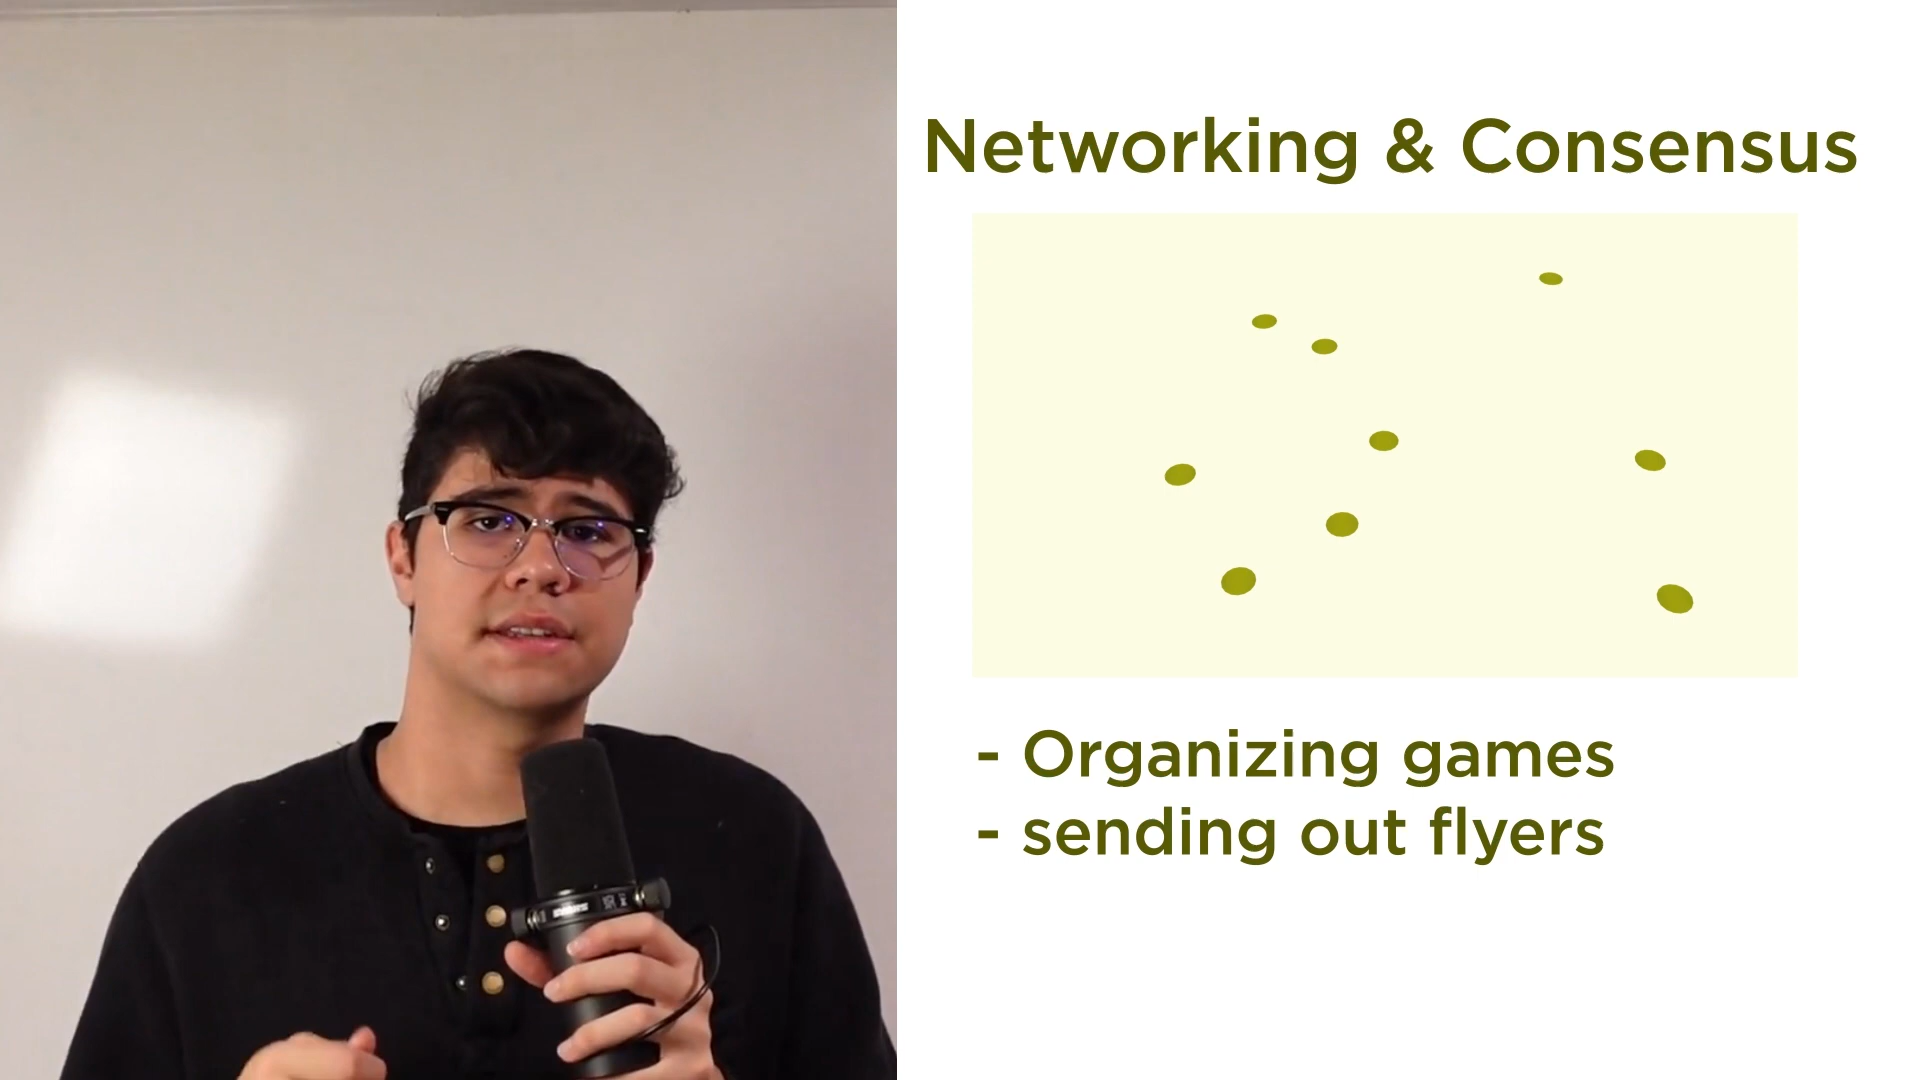 Networking & Consensus
- Organizing games
- sending out flyers